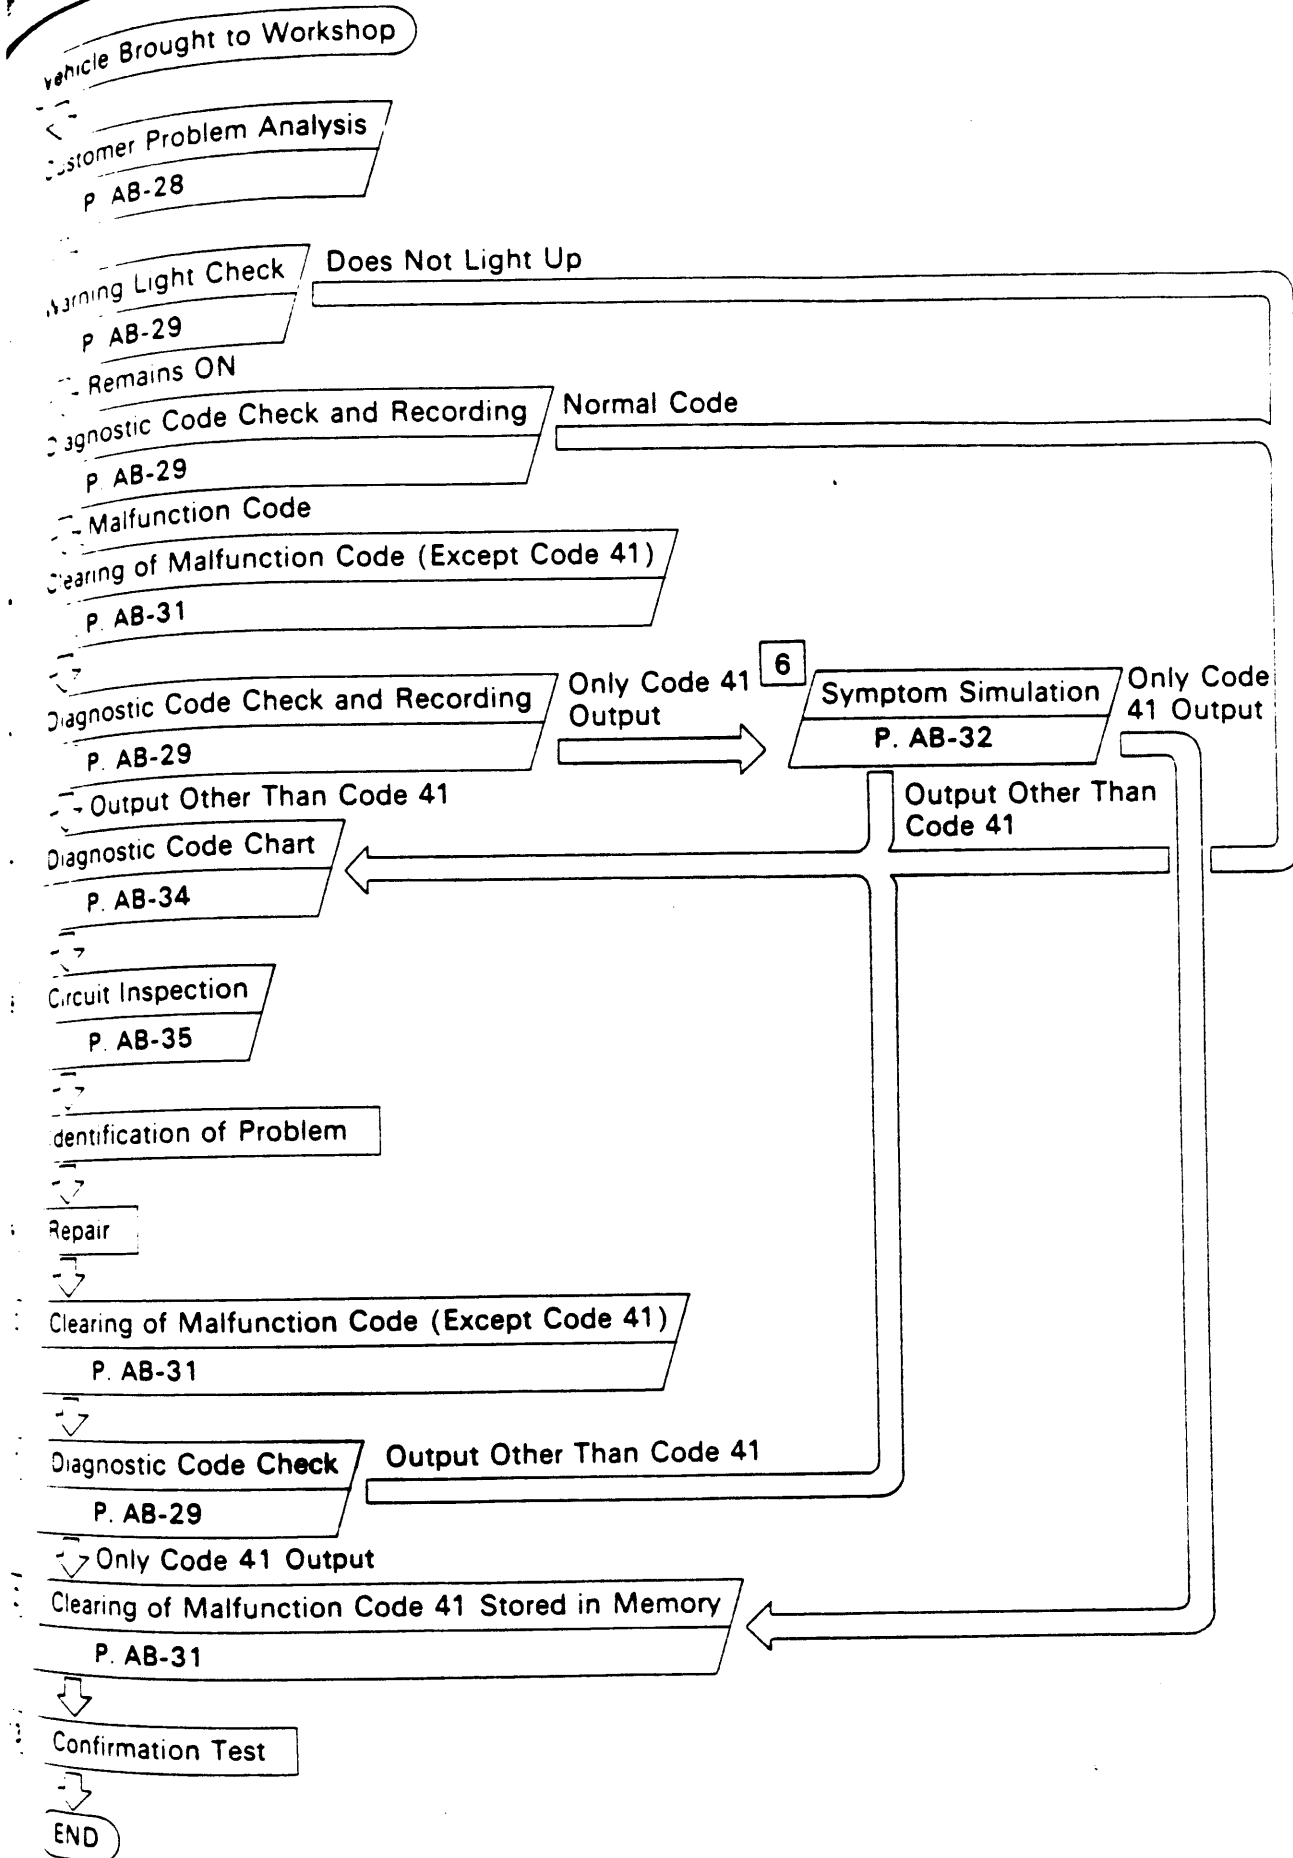 Vehicle Brought to Workshop
Customer Problem Analysis
P. AB-28
Warning Light Check
Does Not Light Up
P. AB-29
Remains ON
Diagnostic Code Check and Recording
Normal Code
P. AB-29
Malfunction Code
Clearing of Malfunction Code (Except Code 41)
P. AB-31
Diagnostic Code Check and Recording
P. AB-29
Only Code 41
Output
6
Symptom Simulation
P. AB-32
Only Code
41 Output
Output Other Than Code 41
Output Other Than
Code 41
Diagnostic Code Chart
P. AB-34
Circuit Inspection
P. AB-35
Identification of Problem
Repair
Clearing of Malfunction Code (Except Code 41)
P. AB-31
Diagnostic Code Check
Output Other Than Code 41
P. AB-29
Only Code 41 Output
Clearing of Malfunction Code 41 Stored in Memory
P. AB-31
Confirmation Test
END